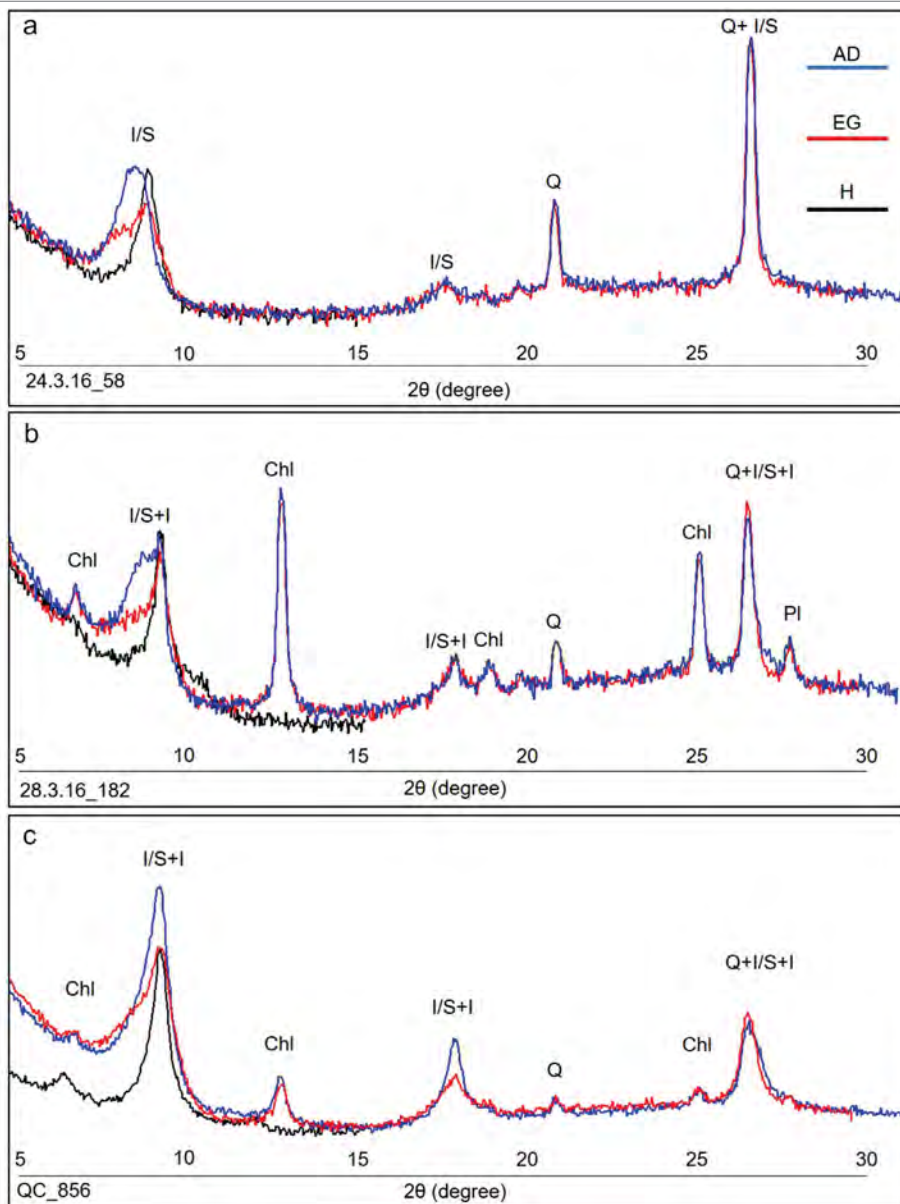 a
Q+ I/S
AD
EG
H
I/S
Q
I/S
5 10 15 20 25 30
24.3.16_58
2θ (degree)
b
Chl
Q+I/S+I
I/S+I
Chl
Chl
Pl
I/S+I
Chl
Q
5 10 15 20 25 30
28.3.16_182
2θ (degree)
c
I/S+I
Q+I/S+I
Chl
I/S+I
Chl
Q
Chl
5 10 15 20 25 30
QC_856
2θ (degree)